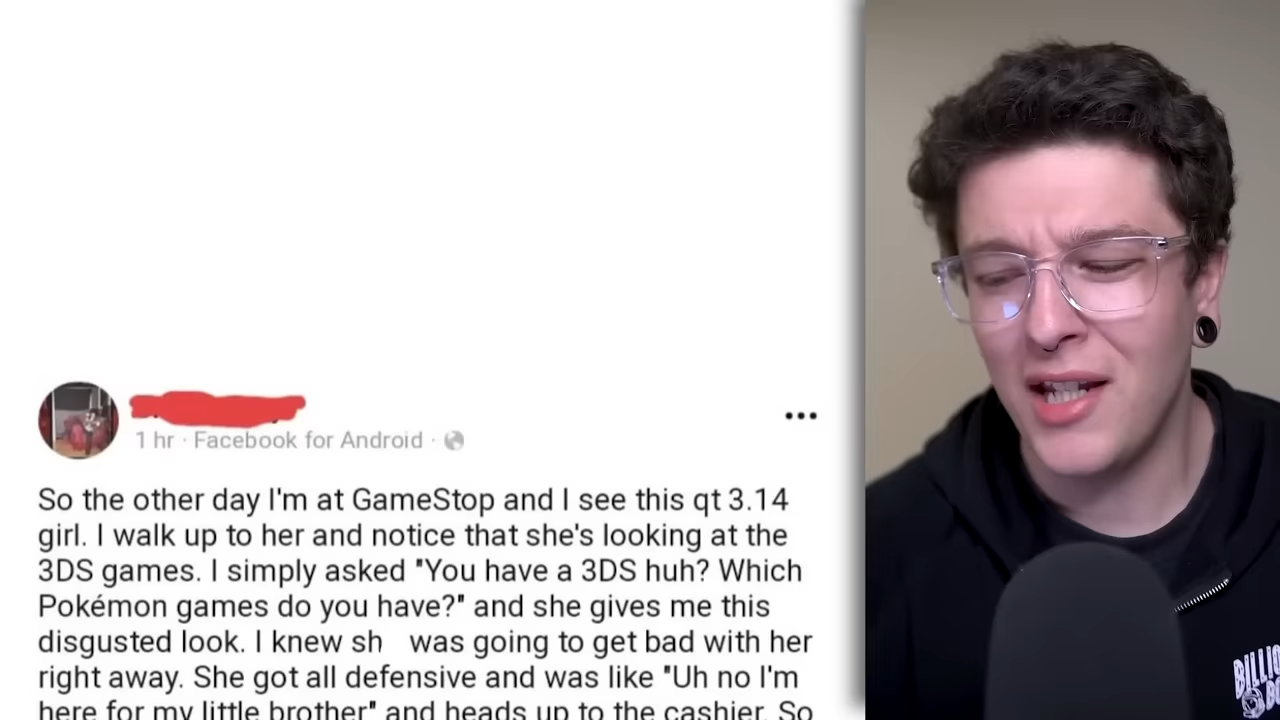 1 hr · Facebook for Android ·
So the other day I'm at GameStop and I see this qt 3.14
girl. I walk up to her and notice that she's looking at the
3DS games. I simply asked "You have a 3DS huh? Which
Pokémon games do you have?" and she gives me this
disgusted look. I knew sh was going to get bad with her
right away. She got all defensive and was like "Uh no I'm
here for my little brother" and heads up to the cashier. So